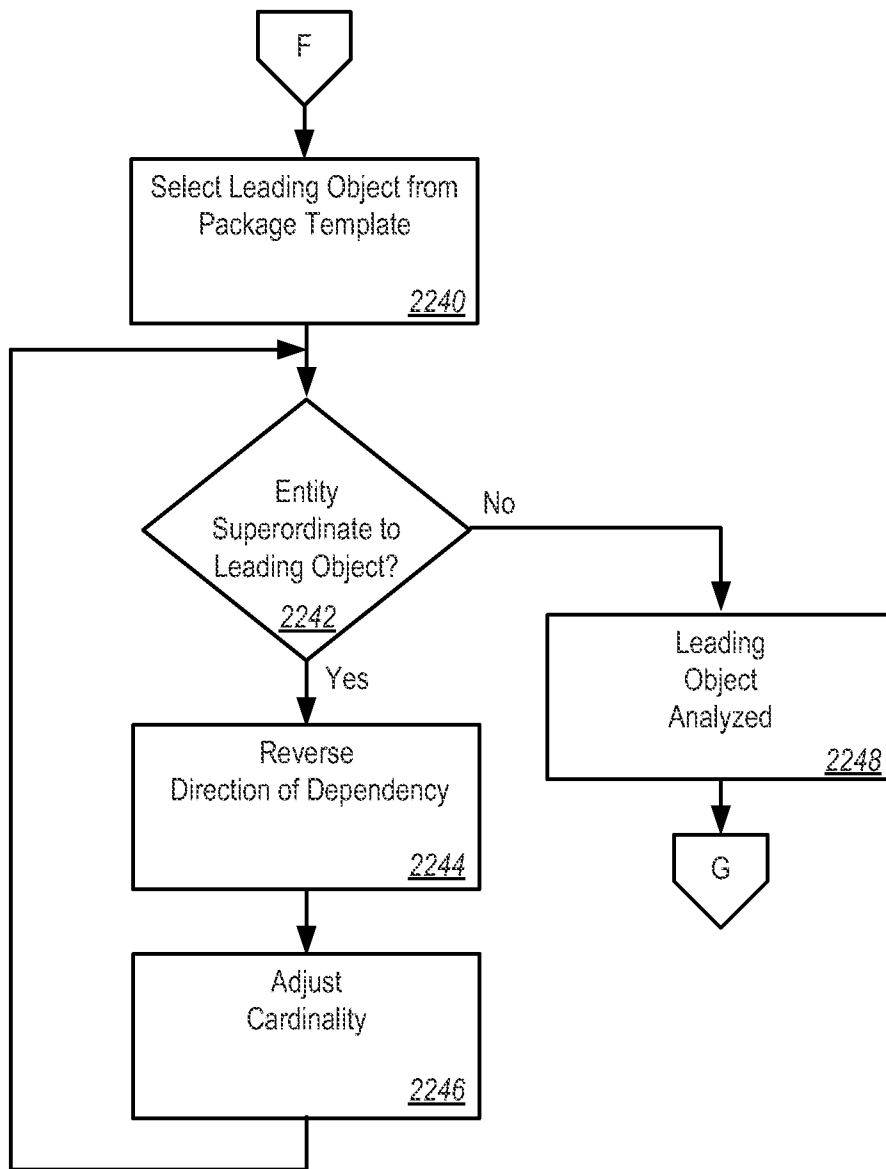 F
Select Leading Object from
Package Template
2240
Entity
Superordinate to
Leading Object?
2242
No
Yes
Leading
Object
Analyzed
2248
Reverse
Direction of Dependency
2244
G
Adjust
Cardinality
2246